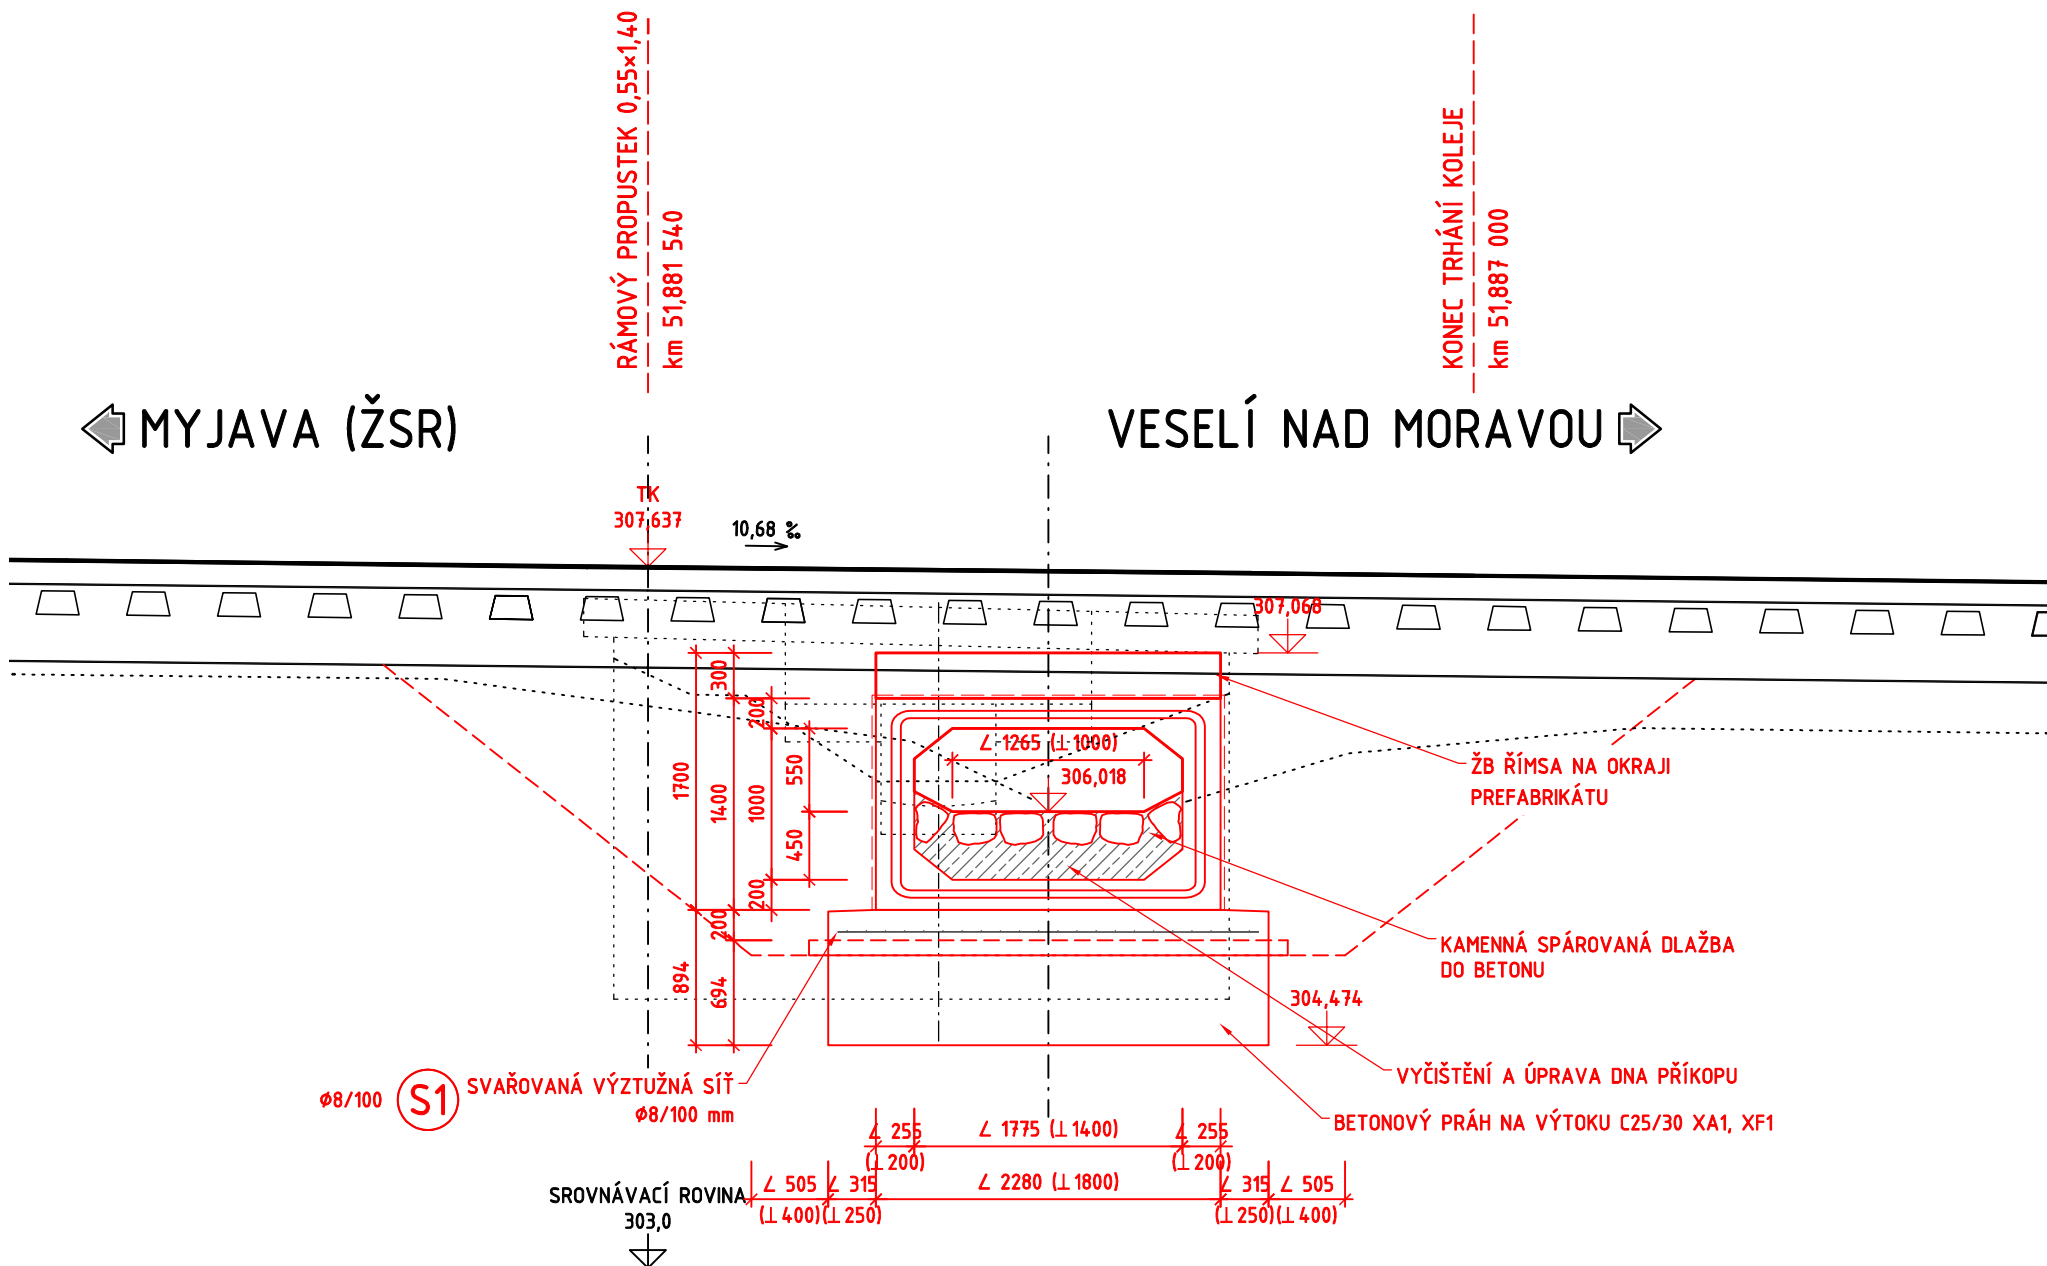 RÁMOVÝ PROPUSTEK 0,55×1,40
km 51,881 540
KONEC TRHÁNÍ KOLEJE
km 51,887 000
MYJAVA (ŽSR)
VESELÍ NAD MORAVOU
TK
307,637
10,68 ‰
307,068
300
200
1700
1400
1000
550
450
200
200
894
694
∠ 1265 (⊥ 1000)
306,018
ŽB ŘÍMSA NA OKRAJI
PREFABRIKÁTU
KAMENNÁ SPÁROVANÁ DLAŽBA
DO BETONU
304,474
VYČIŠTĚNÍ A ÚPRAVA DNA PŘÍKOPU
BETONOVÝ PRÁH NA VÝTOKU C25/30 XA1, XF1
ø8/100
S1
SVAŘOVANÁ VÝZTUŽNÁ SÍŤ
ø8/100 mm
∠ 255
(⊥ 200)
∠ 1775 (⊥ 1400)
∠ 255
(⊥ 200)
∠ 505
(⊥ 400)
∠ 315
(⊥ 250)
∠ 2280 (⊥ 1800)
∠ 315
(⊥ 250)
∠ 505
(⊥ 400)
SROVNÁVACÍ ROVINA
303,0